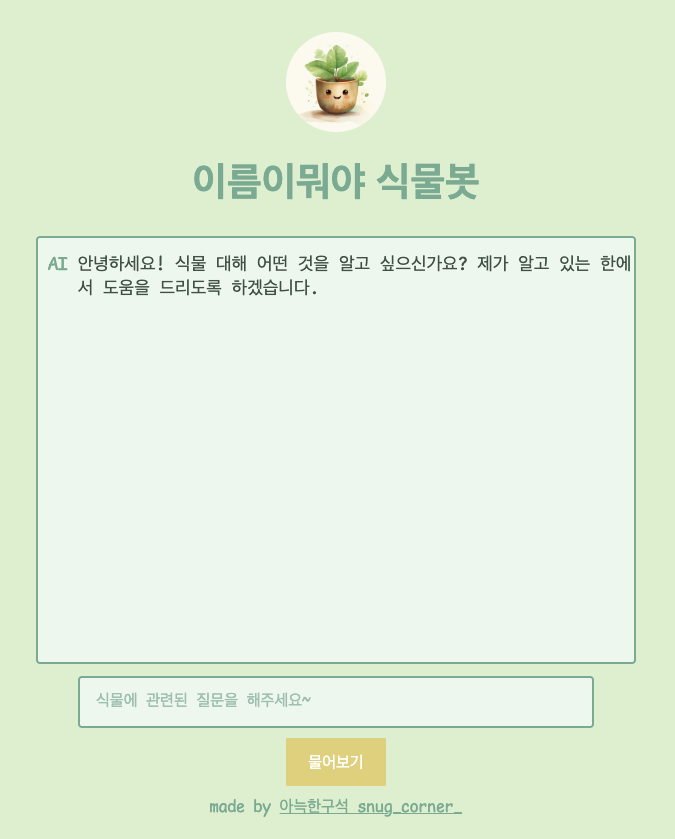 이름이뭐야 식물봇
AI 안녕하세요! 식물 대해 어떤 것을 알고 싶으신가요? 제가 알고 있는 한에
서 도움을 드리도록 하겠습니다.
식물에 관련된 질문을 해주세요~
물어보기
made by 아늑한구석 snug_corner_